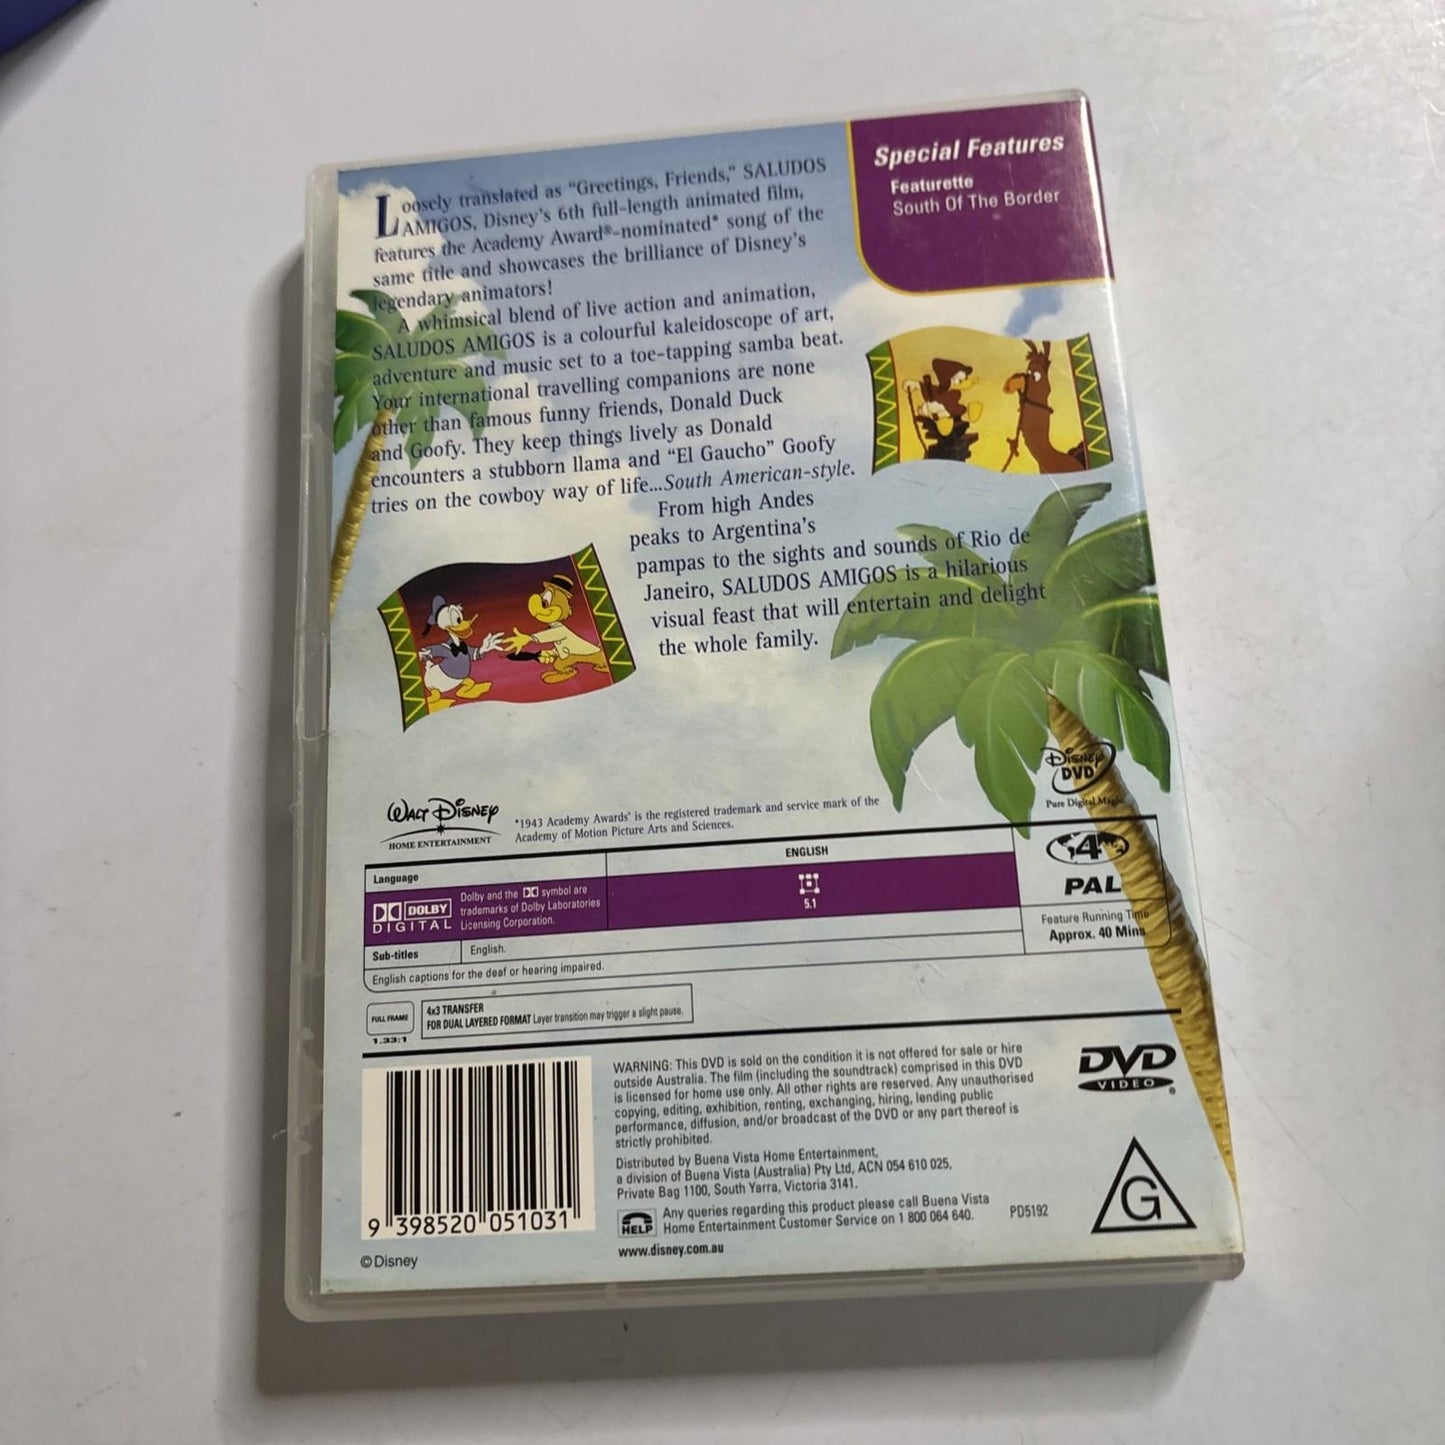 Loosely translated as "Greetings, Friends," SALUDOS
AMIGOS, Disney's 6th full-length animated film,
features the Academy Award®-nominated* song of the
same title and showcases the brilliance of Disney's
legendary animators!
A whimsical blend of live action and animation,
SALUDOS AMIGOS is a colourful kaleidoscope of art,
adventure and music set to a toe-tapping samba beat.
Your international travelling companions are none
other than famous funny friends, Donald Duck
and Goofy. They keep things lively as Donald
encounters a stubborn llama and "El Gaucho" Goofy
tries on the cowboy way of life...South American-style.
From high Andes
peaks to Argentina's
pampas to the sights and sounds of Rio de
Janeiro, SALUDOS AMIGOS is a hilarious
visual feast that will entertain and delight
the whole family.
Special Features
Featurette
South Of The Border
Disney
DVD
Pure Digital Magic
WALT DISNEY
HOME ENTERTAINMENT
*1943 Academy Awards® is the registered trademark and service mark of the
Academy of Motion Picture Arts and Sciences.
Language
ENGLISH
DOLBY
DIGITAL
Dolby and the DD symbol are
trademarks of Dolby Laboratories
Licensing Corporation.
5.1
Sub-titles
English.
English captions for the deaf or hearing impaired.
4
PAL
Feature Running Time
Approx. 40 Mins
FULL FRAME
1.33:1
4x3 TRANSFER
FOR DUAL LAYERED FORMAT Layer transition may trigger a slight pause.
9 398520 051031
© Disney
WARNING: This DVD is sold on the condition it is not offered for sale or hire
outside Australia. The film (including the soundtrack) comprised in this DVD
is licensed for home use only. All other rights are reserved. Any unauthorised
copying, editing, exhibition, renting, exchanging, hiring, lending public
performance, diffusion, and/or broadcast of the DVD or any part thereof is
strictly prohibited.
Distributed by Buena Vista Home Entertainment,
a division of Buena Vista (Australia) Pty Ltd, ACN 054 610 025,
Private Bag 1100, South Yarra, Victoria 3141.
HELP
Any queries regarding this product please call Buena Vista
Home Entertainment Customer Service on 1 800 064 640.
PD5192
www.disney.com.au
DVD
VIDEO
G